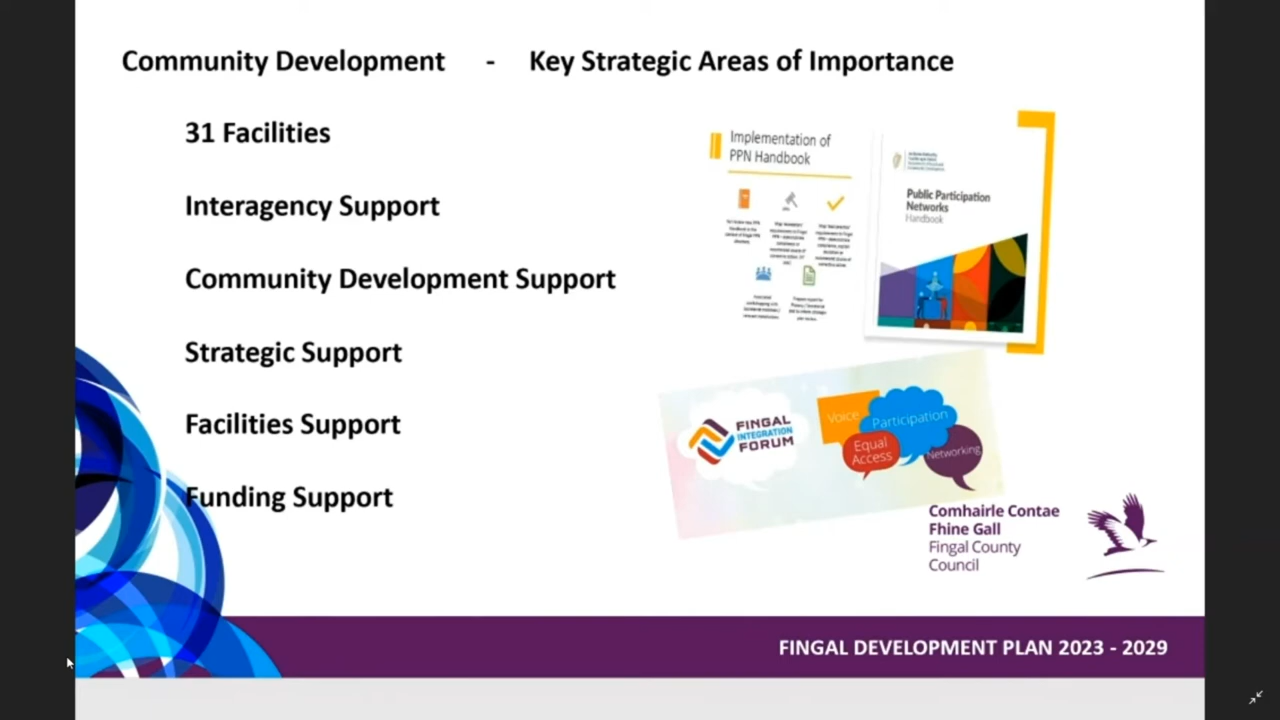 Community Development - Key Strategic Areas of Importance
31 Facilities
Interagency Support
Community Development Support
Strategic Support
Facilities Support
Funding Support
Implementation of
PPN Handbook
Public Participation
Networks
Handbook
FINGAL
INTEGRATION
FORUM
Voice
Participation
Equal
Access
Networking
Comhairle Contae
Fhine Gall
Fingal County
Council
FINGAL DEVELOPMENT PLAN 2023 - 2029